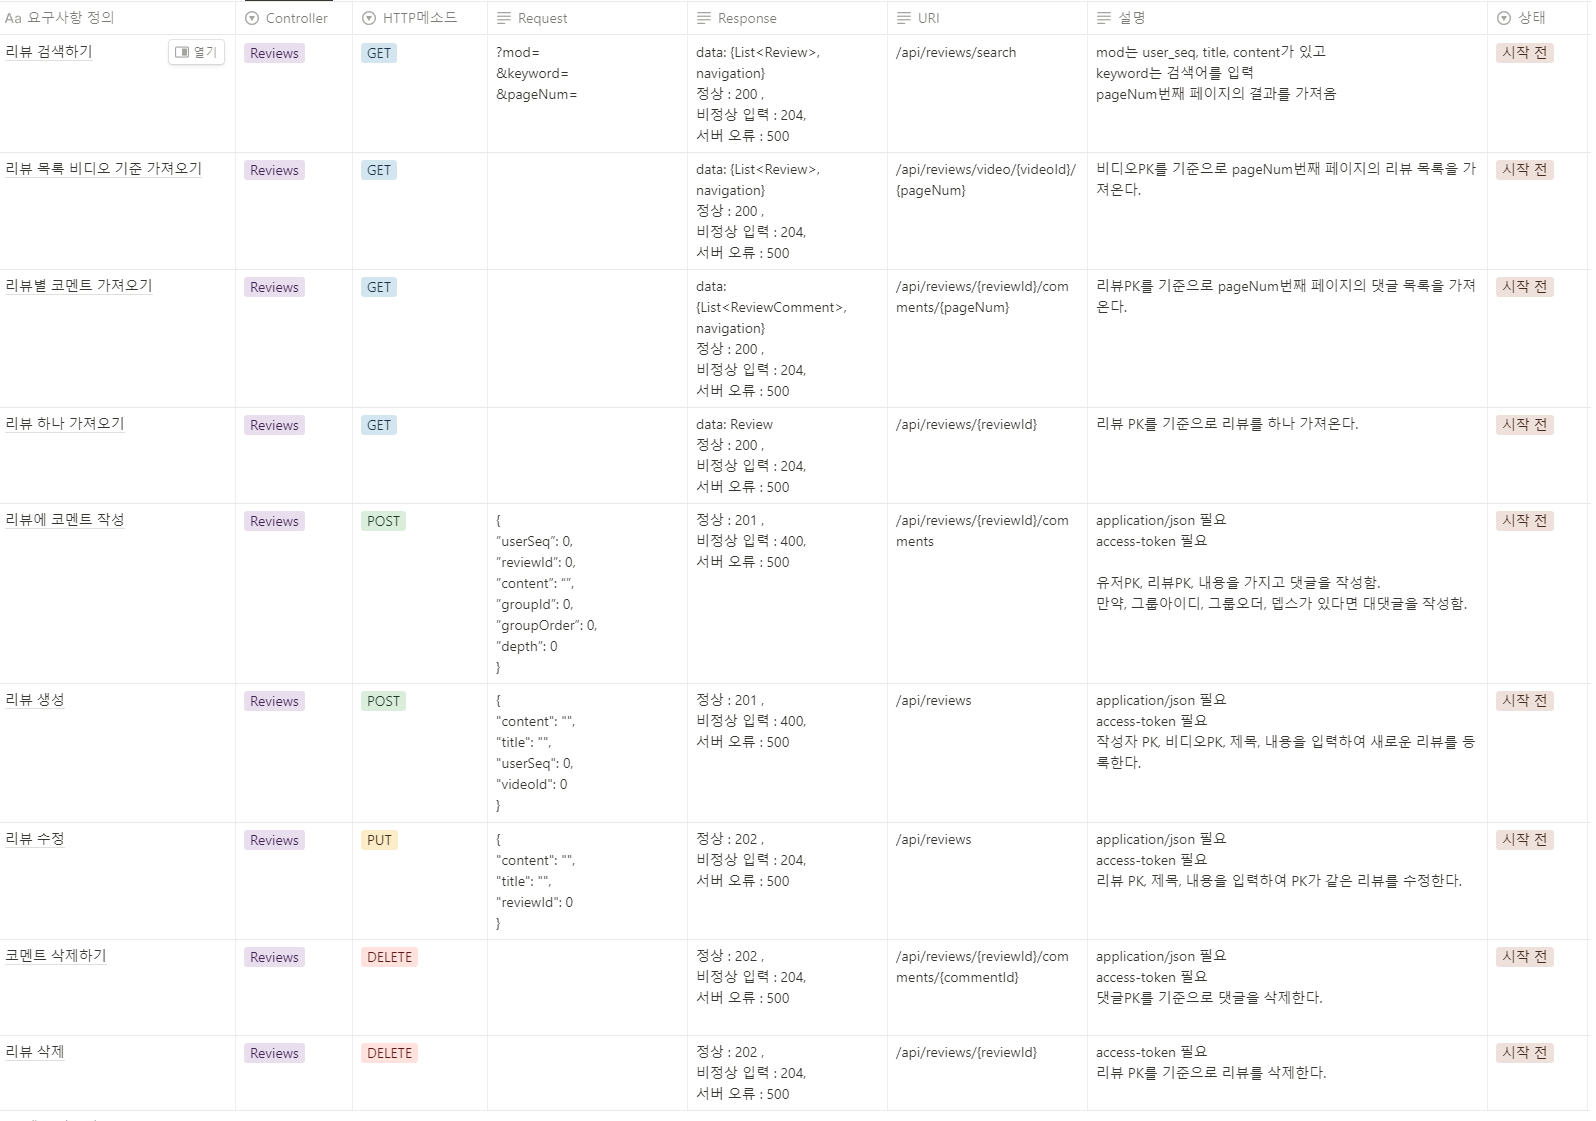 Aa 요구사항 정의
Controller
HTTP메소드
Request
Response
URI
설명
상태
리뷰 검색하기
열기
Reviews
GET
?mod=
&keyword=
&pageNum=
data: {List<Review>,
navigation}
정상 : 200 ,
비정상 입력 : 204,
서버 오류 : 500
/api/reviews/search
mod는 user_seq, title, content가 있고
keyword는 검색어를 입력
pageNum번째 페이지의 결과를 가져옴
시작 전
리뷰 목록 비디오 기준 가져오기
Reviews
GET
data: {List<Review>,
navigation}
정상 : 200 ,
비정상 입력 : 204,
서버 오류 : 500
/api/reviews/video/{videoId}/
{pageNum}
비디오PK를 기준으로 pageNum번째 페이지의 리뷰 목록을 가
져온다.
시작 전
리뷰별 코멘트 가져오기
Reviews
GET
data:
{List<ReviewComment>,
navigation}
정상 : 200 ,
비정상 입력 : 204,
서버 오류 : 500
/api/reviews/{reviewId}/com
ments/{pageNum}
리뷰PK를 기준으로 pageNum번째 페이지의 댓글 목록을 가져
온다.
시작 전
리뷰 하나 가져오기
Reviews
GET
data: Review
정상 : 200 ,
비정상 입력 : 204,
서버 오류 : 500
/api/reviews/{reviewId}
리뷰 PK를 기준으로 리뷰를 하나 가져온다.
시작 전
리뷰에 코멘트 작성
Reviews
POST
{
”userSeq”: 0,
”reviewId”: 0,
”content”: “”,
”groupId”: 0,
”groupOrder”: 0,
”depth”: 0
}
정상 : 201 ,
비정상 입력 : 400,
서버 오류 : 500
/api/reviews/{reviewId}/com
ments
application/json 필요
access-token 필요
유저PK, 리뷰PK, 내용을 가지고 댓글을 작성함.
만약, 그룹아이디, 그룹오더, 뎁스가 있다면 대댓글을 작성함.
시작 전
리뷰 생성
Reviews
POST
{
"content": "",
"title": "",
"userSeq": 0,
"videoId": 0
}
정상 : 201 ,
비정상 입력 : 400,
서버 오류 : 500
/api/reviews
application/json 필요
access-token 필요
작성자 PK, 비디오PK, 제목, 내용을 입력하여 새로운 리뷰를 등
록한다.
시작 전
리뷰 수정
Reviews
PUT
{
"content": "",
"title": "",
"reviewId": 0
}
정상 : 202 ,
비정상 입력 : 204,
서버 오류 : 500
/api/reviews
application/json 필요
access-token 필요
리뷰 PK, 제목, 내용을 입력하여 PK가 같은 리뷰를 수정한다.
시작 전
코멘트 삭제하기
Reviews
DELETE
정상 : 202 ,
비정상 입력 : 204,
서버 오류 : 500
/api/reviews/{reviewId}/com
ments/{commentId}
application/json 필요
access-token 필요
댓글PK를 기준으로 댓글을 삭제한다.
시작 전
리뷰 삭제
Reviews
DELETE
정상 : 202 ,
비정상 입력 : 204,
서버 오류 : 500
/api/reviews/{reviewId}
access-token 필요
리뷰 PK를 기준으로 리뷰를 삭제한다.
시작 전